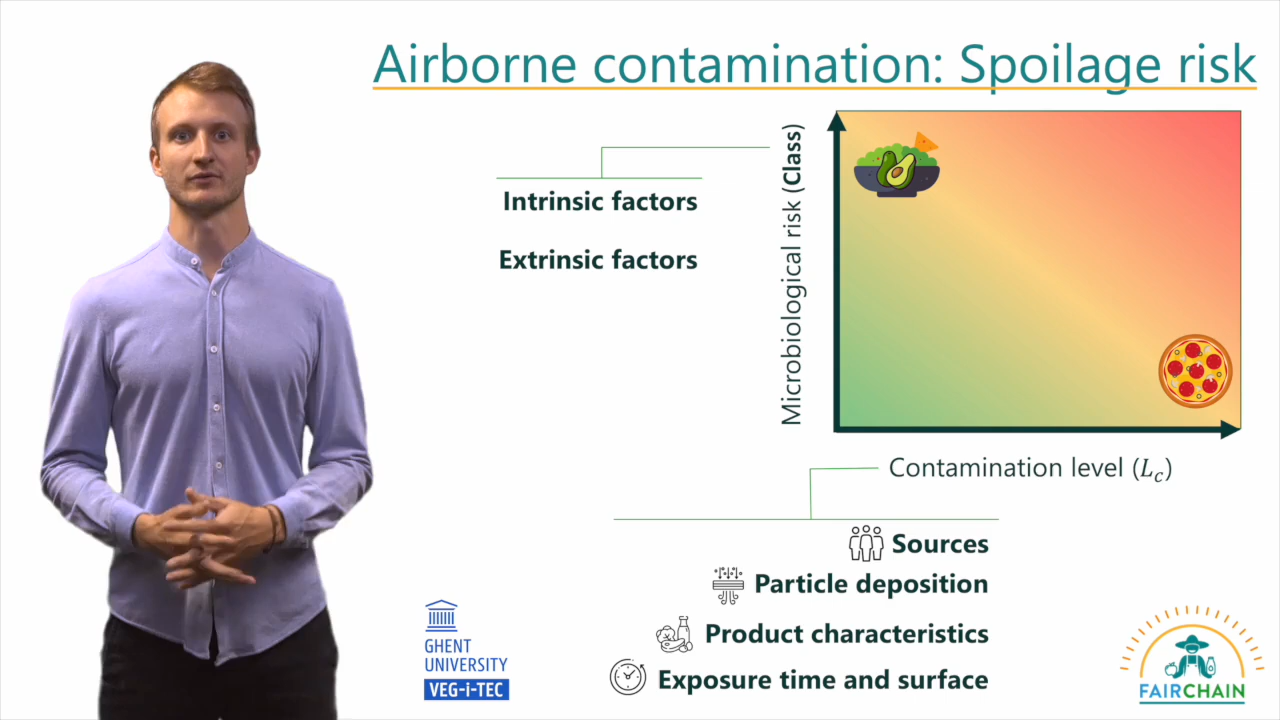 Airborne contamination: Spoilage risk
Intrinsic factors
Extrinsic factors
Microbiological risk (Class)
Contamination level (Lc)
Sources
Particle deposition
Product characteristics
Exposure time and surface
GHENT
UNIVERSITY
VEG-i-TEC
FAIRCHAIN